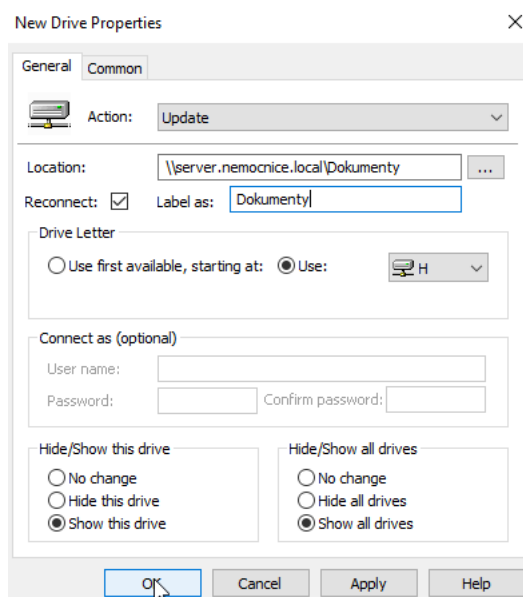 New Drive Properties
General Common
Action: Update
Location: \\server.nemocnice.local\Dokumenty ...
Reconnect: Label as: Dokumenty
Drive Letter
Use first available, starting at: Use: H
Connect as (optional)
User name:
Password: Confirm password:
Hide/Show this drive Hide/Show all drives
No change No change
Hide this drive Hide all drives
Show this drive Show all drives
OK Cancel Apply Help